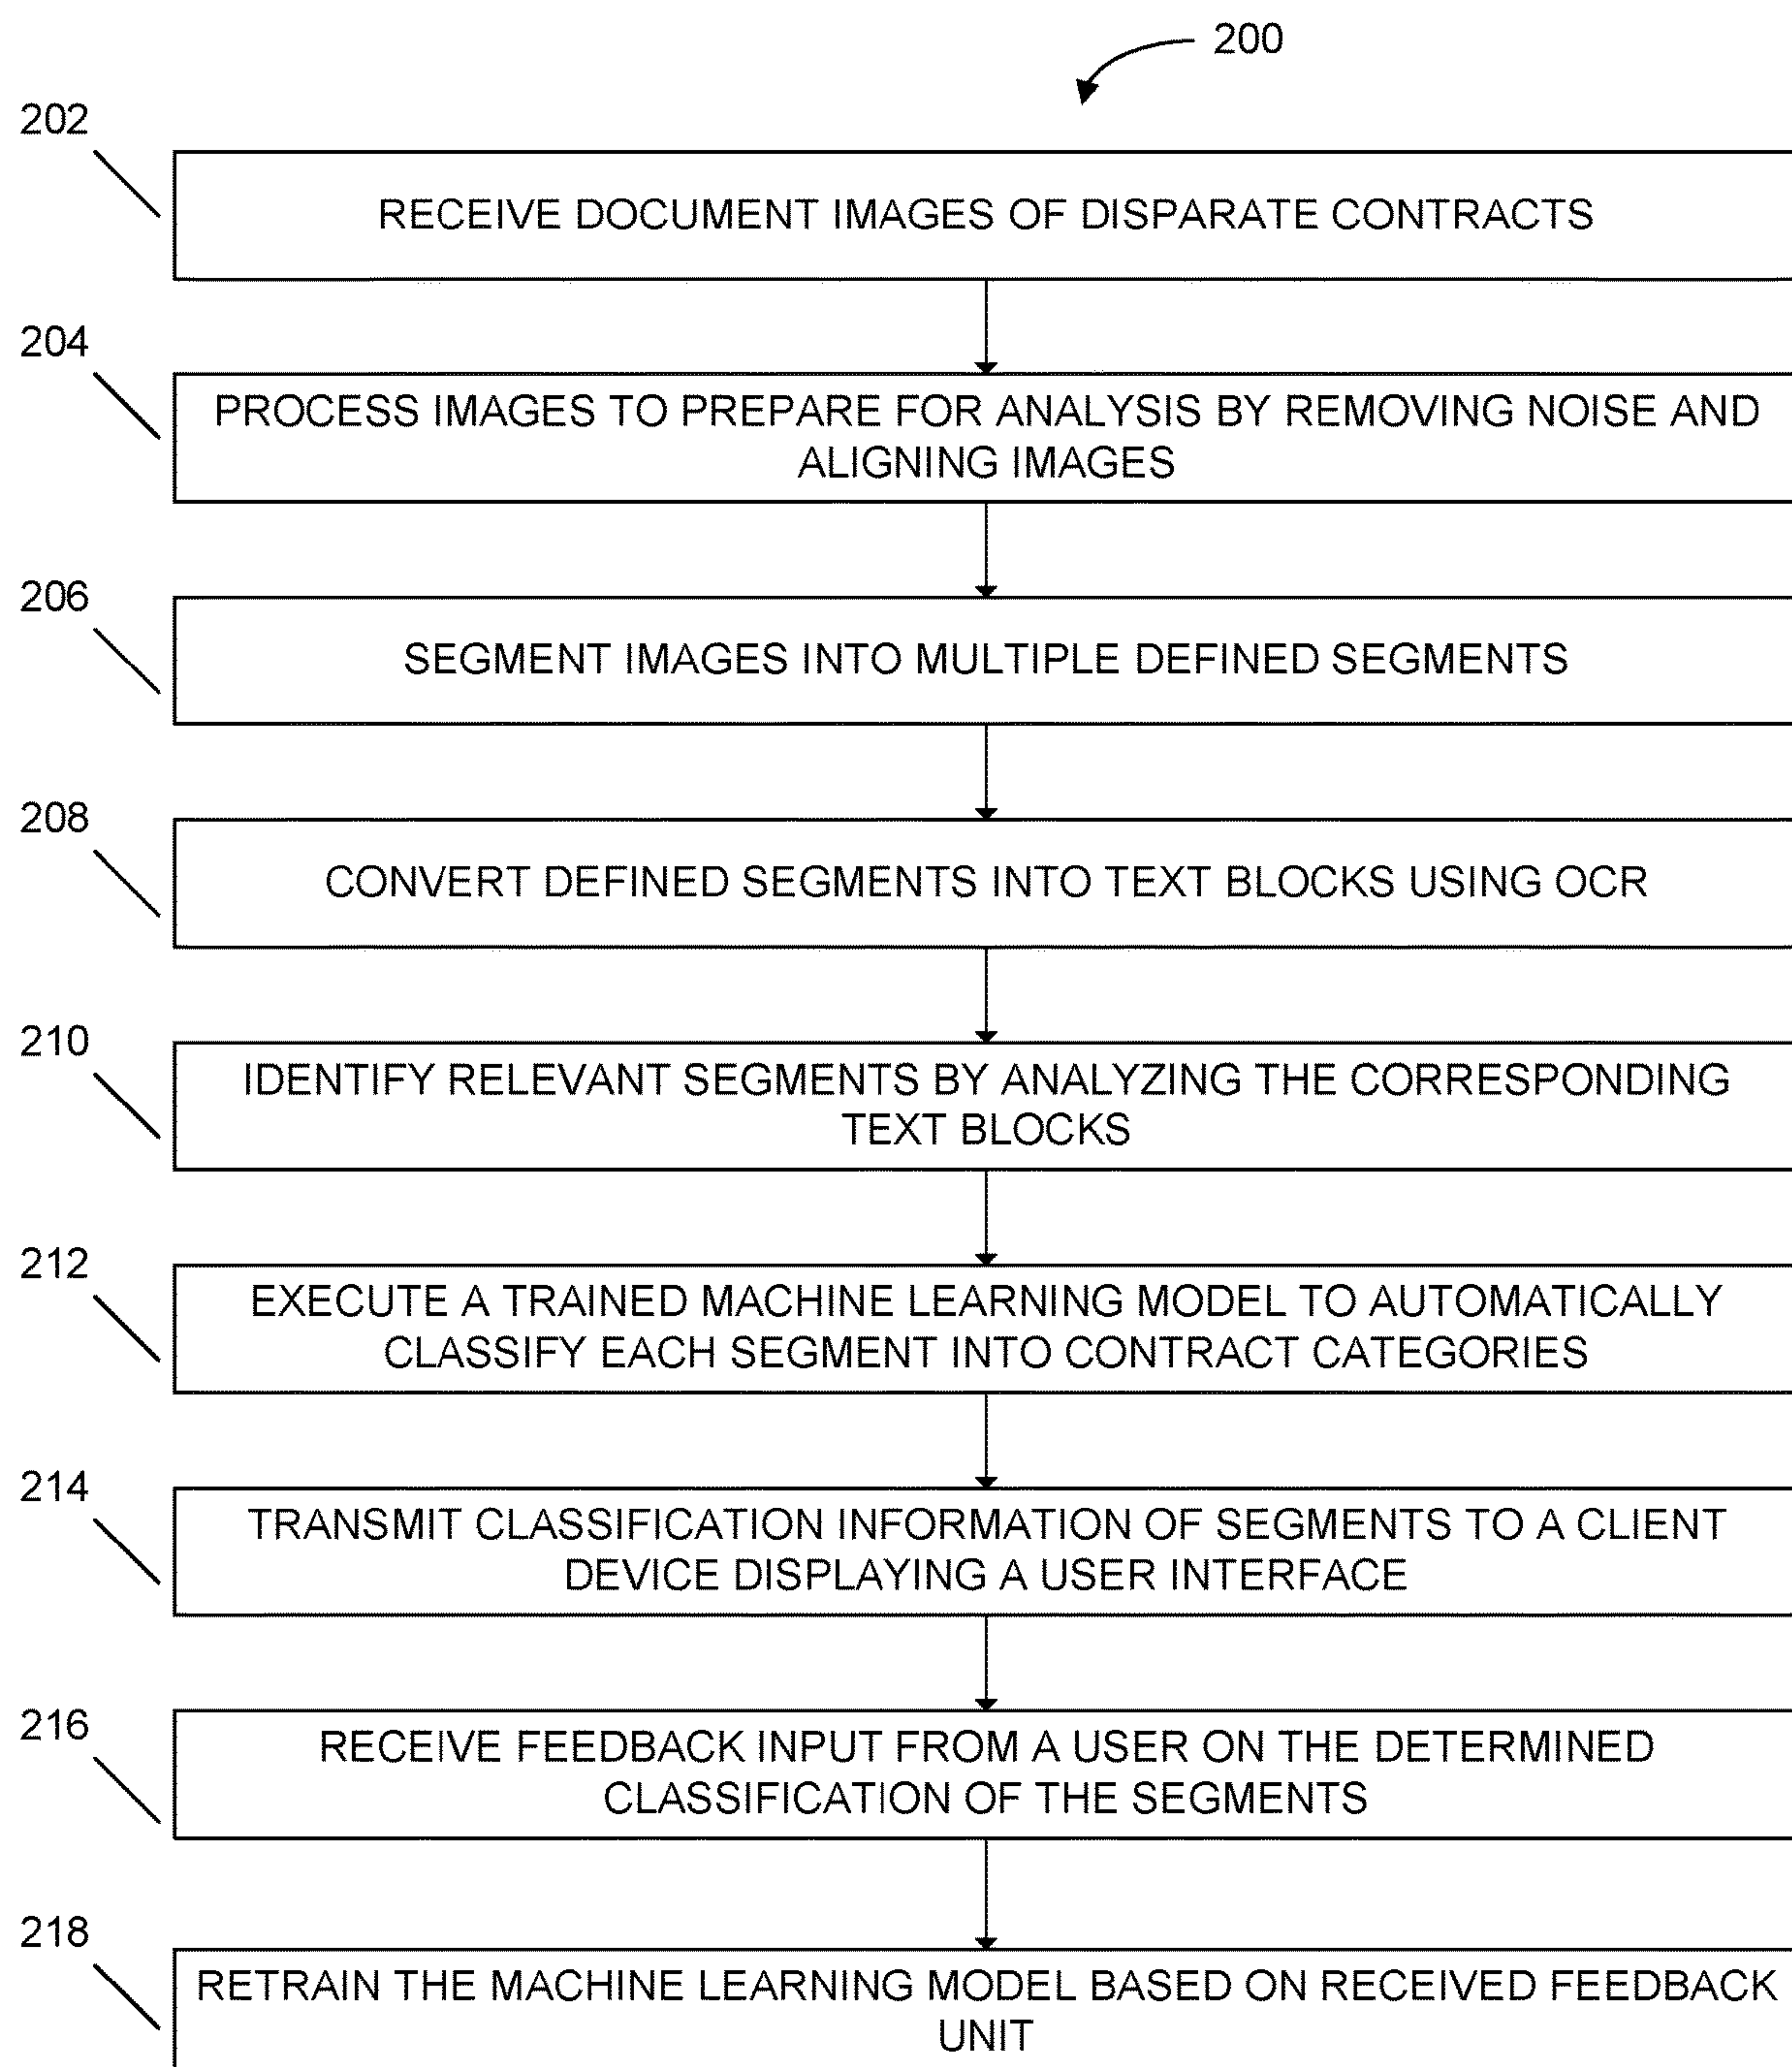 200
202
RECEIVE DOCUMENT IMAGES OF DISPARATE CONTRACTS
204
PROCESS IMAGES TO PREPARE FOR ANALYSIS BY REMOVING NOISE AND
ALIGNING IMAGES
206
SEGMENT IMAGES INTO MULTIPLE DEFINED SEGMENTS
208
CONVERT DEFINED SEGMENTS INTO TEXT BLOCKS USING OCR
210
IDENTIFY RELEVANT SEGMENTS BY ANALYZING THE CORRESPONDING
TEXT BLOCKS
212
EXECUTE A TRAINED MACHINE LEARNING MODEL TO AUTOMATICALLY
CLASSIFY EACH SEGMENT INTO CONTRACT CATEGORIES
214
TRANSMIT CLASSIFICATION INFORMATION OF SEGMENTS TO A CLIENT
DEVICE DISPLAYING A USER INTERFACE
216
RECEIVE FEEDBACK INPUT FROM A USER ON THE DETERMINED
CLASSIFICATION OF THE SEGMENTS
218
RETRAIN THE MACHINE LEARNING MODEL BASED ON RECEIVED FEEDBACK
UNIT